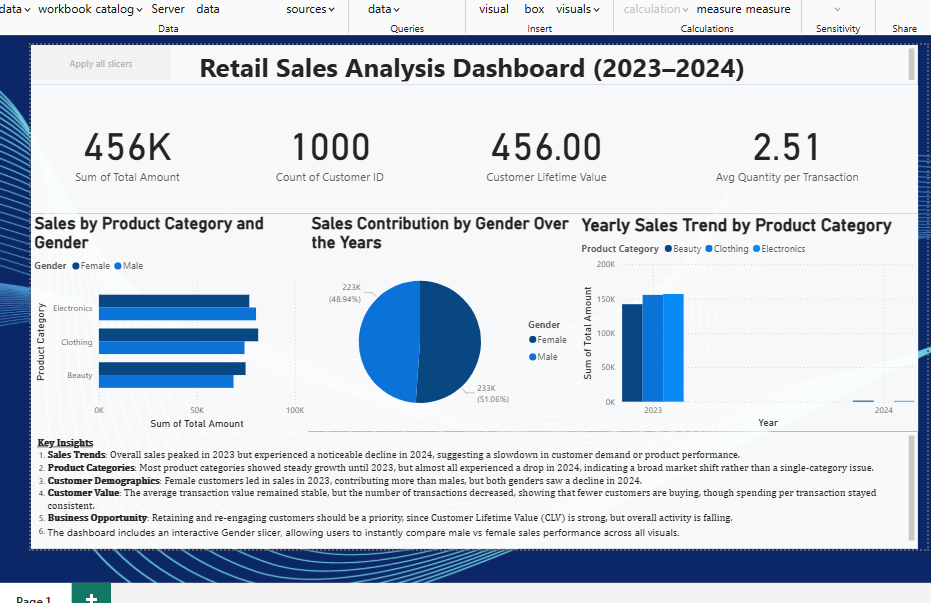 data workbook catalog Server data sources data visual box visuals calculation measure measure
Data Queries Insert Calculations Sensitivity Share
Apply all slicers
Retail Sales Analysis Dashboard (2023–2024)
456K 1000 456.00 2.51
Sum of Total Amount Count of Customer ID Customer Lifetime Value Avg Quantity per Transaction
Sales by Product Category and
Gender
Gender Female Male
Product Category
Electronics
Clothing
Beauty
0K 50K 100K
Sum of Total Amount
Sales Contribution by Gender Over
the Years
223K
(48.94%)
233K
(51.06%)
Gender
Female
Male
Yearly Sales Trend by Product Category
Product Category Beauty Clothing Electronics
Sum of Total Amount
200K
150K
100K
50K
0K
2023 2024
Year
Key Insights
1. Sales Trends: Overall sales peaked in 2023 but experienced a noticeable decline in 2024, suggesting a slowdown in customer demand or product performance.
2. Product Categories: Most product categories showed steady growth until 2023, but almost all experienced a drop in 2024, indicating a broad market shift rather than a single-category issue.
3. Customer Demographics: Female customers led in sales in 2023, contributing more than males, but both genders saw a decline in 2024.
4. Customer Value: The average transaction value remained stable, but the number of transactions decreased, showing that fewer customers are buying, though spending per transaction stayed
consistent.
5. Business Opportunity: Retaining and re-engaging customers should be a priority, since Customer Lifetime Value (CLV) is strong, but overall activity is falling.
6. The dashboard includes an interactive Gender slicer, allowing users to instantly compare male vs female sales performance across all visuals.
Page 1 +